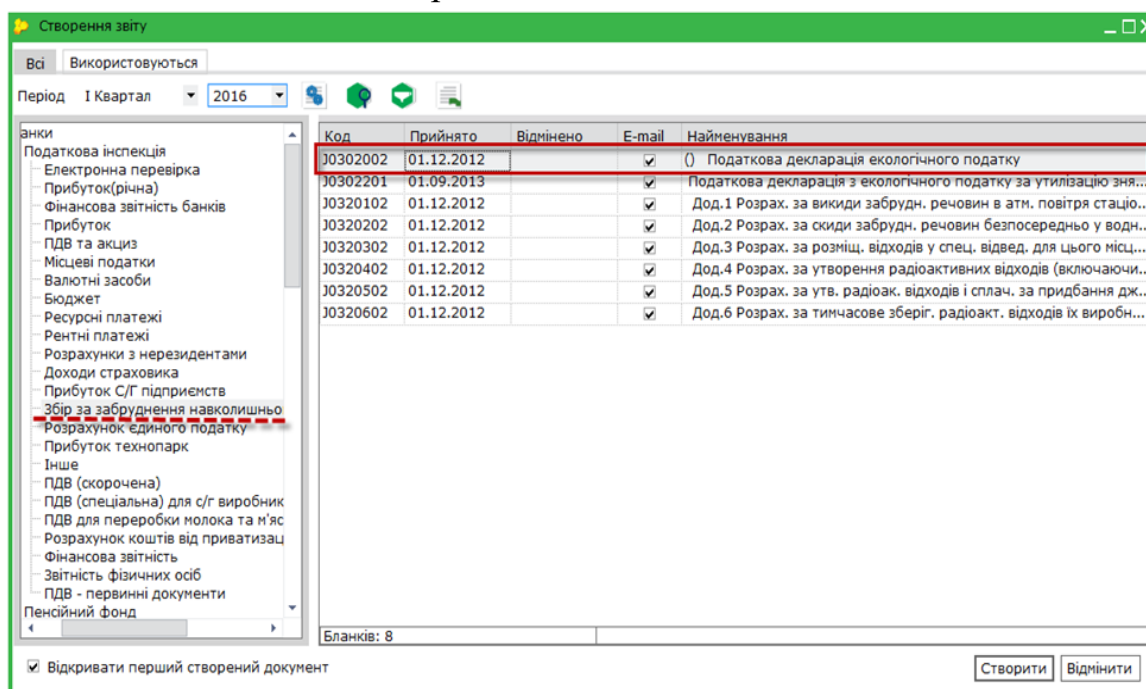 Створення звіту
Всі Використовуються
Період І Квартал 2016
анки
Податкова інспекція
Електронна перевірка
Прибуток(річна)
Фінансова звітність банків
Прибуток
ПДВ та акциз
Місцеві податки
Валютні засоби
Бюджет
Ресурсні платежі
Рентні платежі
Розрахунки з нерезидентами
Доходи страховика
Прибуток С/Г підприємств
Збір за забруднення навколишньо
Розрахунок єдиного податку
Прибуток технопарк
Інше
ПДВ (скорочена)
ПДВ (спеціальна) для с/г виробник
ПДВ для переробки молока та м'яс
Розрахунок коштів від приватизац
Фінансова звітність
Звітність фізичних осіб
ПДВ - первинні документи
Пенсійний фонд
Код Прийнято Відмінено E-mail Найменування
J0302002 01.12.2012 () Податкова декларація екологічного податку
J0302201 01.09.2013 Податкова декларація з екологічного податку за утилізацію зня...
J0320102 01.12.2012 Дод.1 Розрах. за викиди забрудн. речовин в атм. повітря стаціо...
J0320202 01.12.2012 Дод.2 Розрах. за скиди забрудн. речовин безпосередньо у водн...
J0320302 01.12.2012 Дод.3 Розрах. за розміщ. відходів у спец. відвед. для цього місц...
J0320402 01.12.2012 Дод.4 Розрах. за утворення радіоактивних відходів (включаючи...
J0320502 01.12.2012 Дод.5 Розрах. за утв. радіоак. відходів і сплач. за придбання дж...
J0320602 01.12.2012 Дод.6 Розрах. за тимчасове зберіг. радіоакт. відходів їх виробн...
Бланків: 8
Відкривати перший створений документ
Створити Відмінити